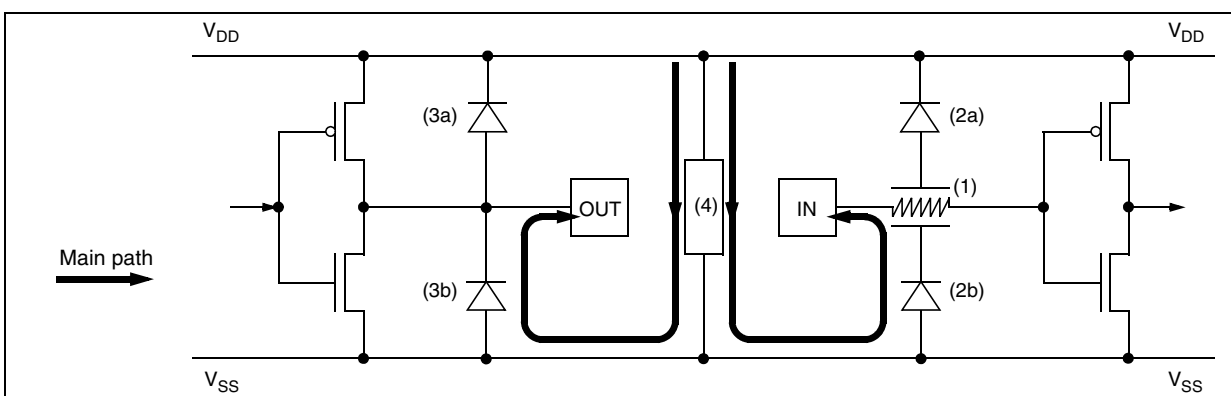 VDD VDD
(3a) (2a)
(1)
OUT (4) IN
Main path
(3b) (2b)
VSS VSS